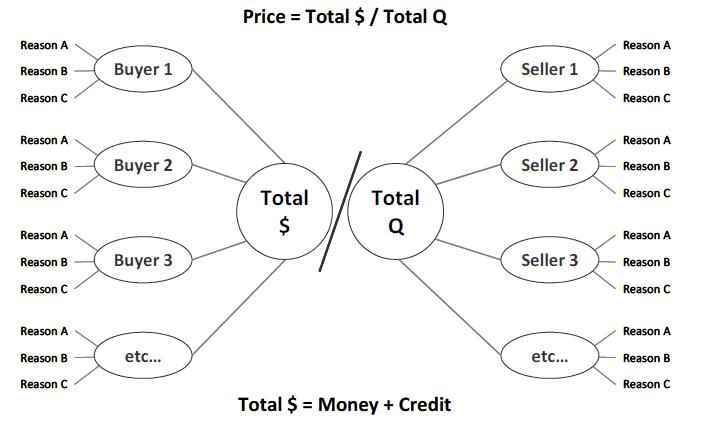 Price = Total $ / Total Q
Reason A
Reason B
Reason C
Buyer 1
Reason A
Reason B
Reason C
Buyer 2
Reason A
Reason B
Reason C
Buyer 3
Reason A
Reason B
Reason C
etc...
Total
$
/
Total
Q
Seller 1
Reason A
Reason B
Reason C
Seller 2
Reason A
Reason B
Reason C
Seller 3
Reason A
Reason B
Reason C
etc...
Reason A
Reason B
Reason C
Total $ = Money + Credit